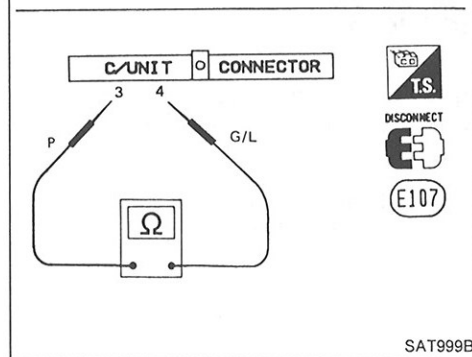 C/UNIT CONNECTOR
3 4
P G/L
Ω
T.S.
DISCONNECT
E107
SAT999B